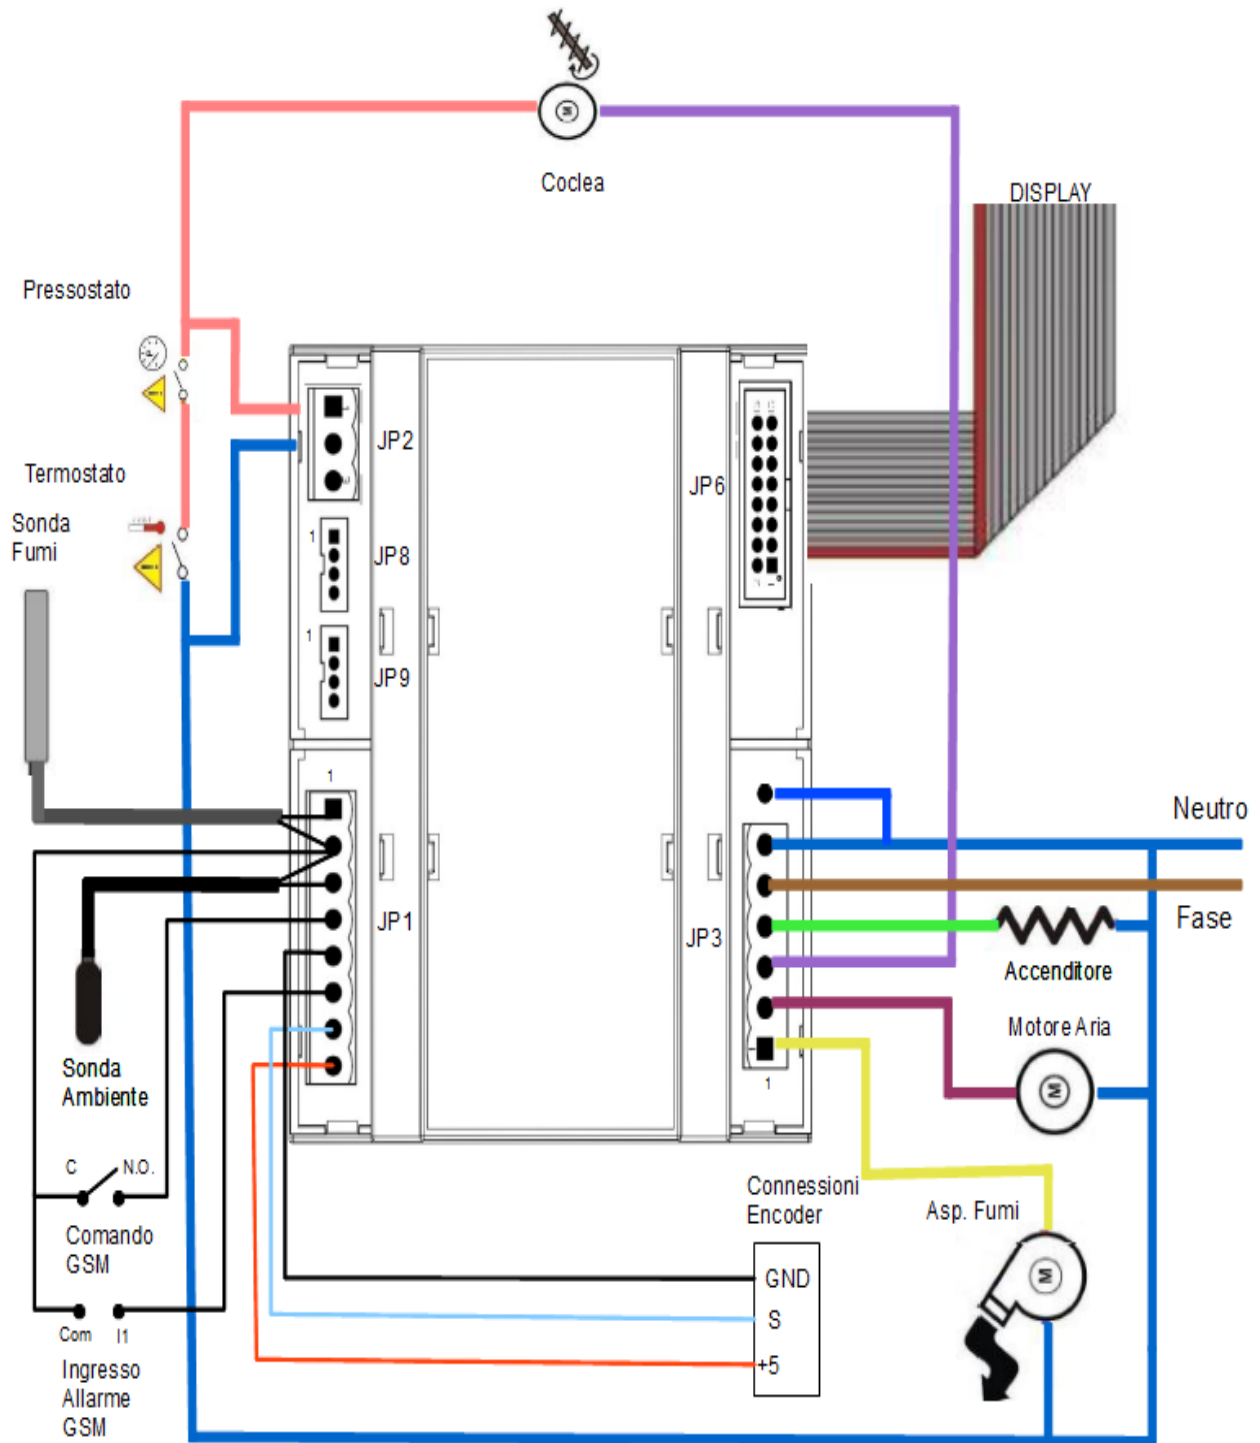 Coclea
DISPLAY
Pressostato
Termostato
Sonda
Fumi
JP2
JP6
1
JP8
1
JP9
1
JP1
JP3
1
Neutro
Fase
Accenditore
Motore Aria
M
M
M
Sonda
Ambiente
C
N.O.
Comando
GSM
Com
I1
Ingresso
Allarme
GSM
Connessioni
Encoder
GND
S
+5
Asp. Fumi